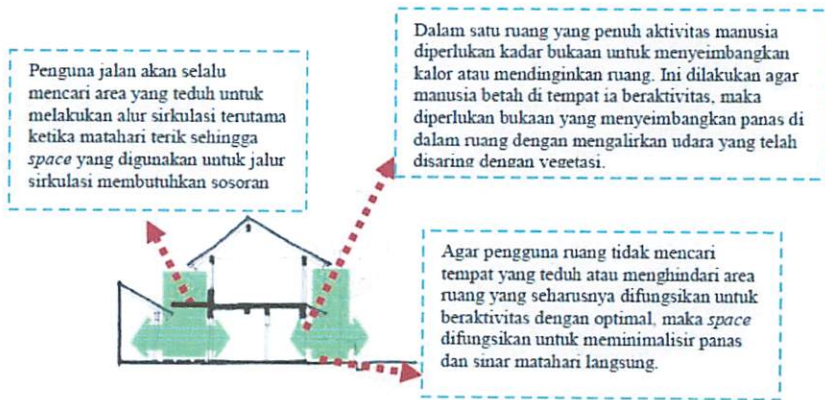 Penguna jalan akan selalu
mencari area yang teduh untuk
melakukan alur sirkulasi terutama
ketika matahari terik sehingga
space yang digunakan untuk jalur
sirkulasi membutuhkan sosoran
Dalam satu ruang yang penuh aktivitas manusia
diperlukan kadar bukaan untuk menyeimbangkan
kalor atau mendinginkan ruang. Ini dilakukan agar
manusia betah di tempat ia beraktivitas, maka
diperlukan bukaan yang menyeimbangkan panas di
dalam ruang dengan mengalirkan udara yang telah
disaring dengan vegetasi.
Agar pengguna ruang tidak mencari
tempat yang teduh atau menghindari area
ruang yang seharusnya difungsikan untuk
beraktivitas dengan optimal, maka space
difungsikan untuk meminimalisir panas
dan sinar matahari langsung.